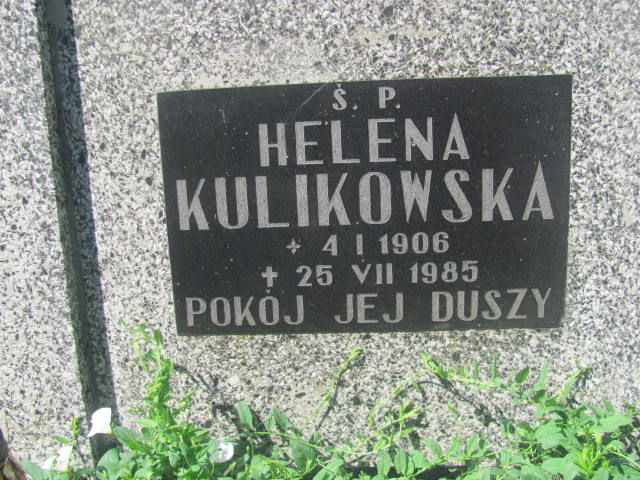 Ś. P.
HELENA
KULIKOWSKA
+ 4 I 1906
† 25 VII 1985
POKÓJ JEJ DUSZY